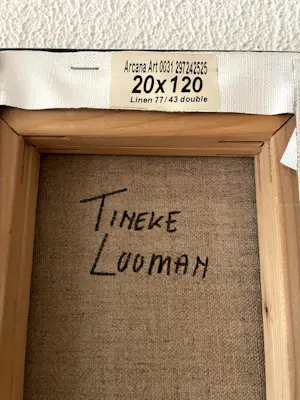 Arcana Art 0031 297242525
20x120
Linen 77/43 double
TINEKE
LOOMAN